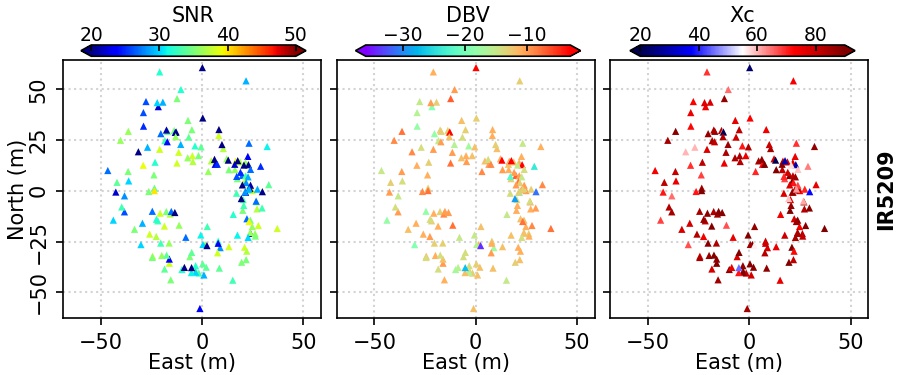 SNR DBV Xc
20 30 40 50 −30 −20 −10 20 40 60 80
50
25
0
−25
−50
North (m)
−50 0 50 −50 0 50 −50 0 50
East (m) East (m) East (m)
IR5209